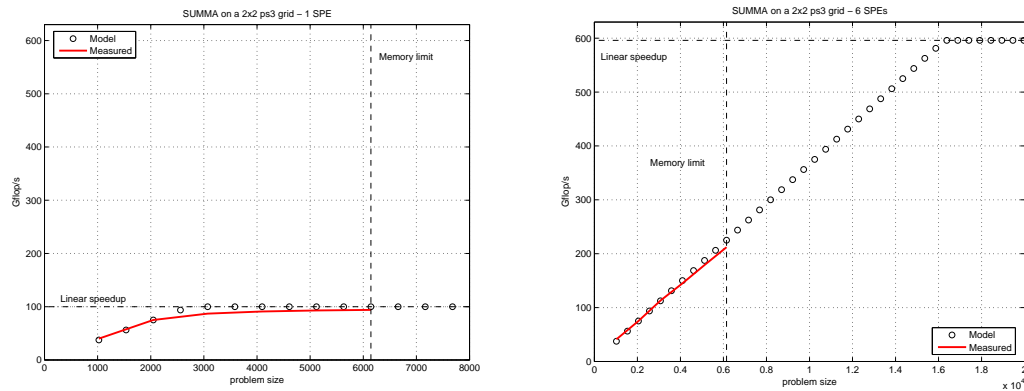 SUMMA on a 2x2 ps3 grid – 1 SPE
600
500
400
300
200
100
0
Gflop/s
Model
Measured
Memory limit
Linear speedup
0 1000 2000 3000 4000 5000 6000 7000 8000
problem size
SUMMA on a 2x2 ps3 grid – 6 SPEs
600
500
400
300
200
100
0
Gflop/s
Linear speedup
Memory limit
Model
Measured
0 0.2 0.4 0.6 0.8 1 1.2 1.4 1.6 1.8
problem size